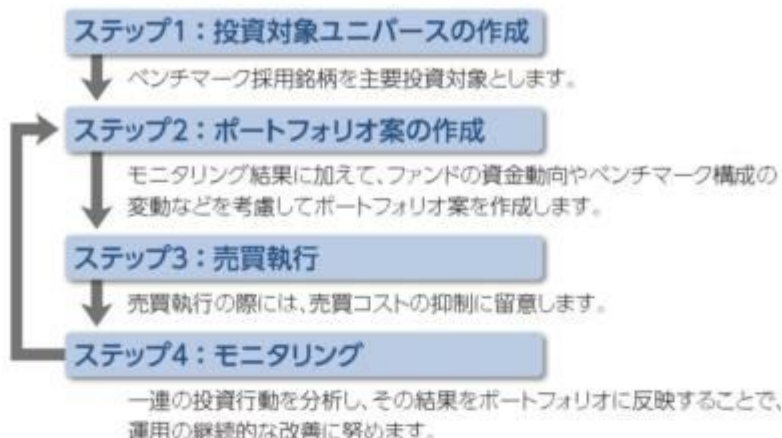 ステップ1：投資対象ユニバースの作成
ベンチマーク採用銘柄を主要投資対象とします。
ステップ2：ポートフォリオ案の作成
モニタリング結果に加えて、ファンドの資金動向やベンチマーク構成の
変動などを考慮してポートフォリオ案を作成します。
ステップ3：売買執行
売買執行の際には、売買コストの抑制に留意します。
ステップ4：モニタリング
一連の投資行動を分析し、その結果をポートフォリオに反映することで、
運用の継続的な改善に努めます。